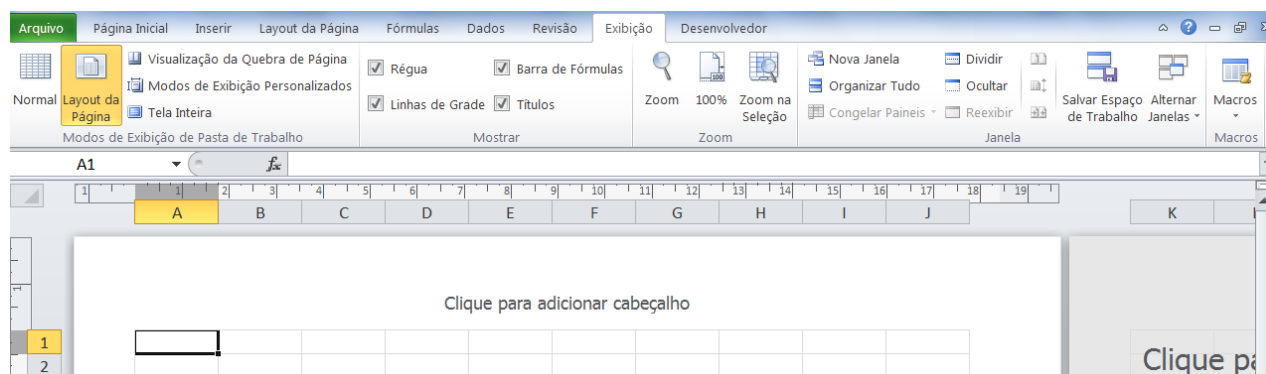 Arquivo Página Inicial Inserir Layout da Página Fórmulas Dados Revisão Exibição Desenvolvedor
Normal
Layout da
Página
Visualização da Quebra de Página
Modos de Exibição Personalizados
Tela Inteira
Modos de Exibição de Pasta de Trabalho
Régua
Barra de Fórmulas
Linhas de Grade
Títulos
Mostrar
Zoom
100%
Zoom na
Seleção
Zoom
Nova Janela
Organizar Tudo
Congelar Paineis
Dividir
Ocultar
Reexibir
Salvar Espaço
de Trabalho
Alternar
Janelas
Janela
Macros
Macros
A1 fx
1 1 2 3 4 5 6 7 8 9 10 11 12 13 14 15 16 17 18 19
A B C D E F G H I J K
1
Clique para adicionar cabeçalho
1
2
Clique